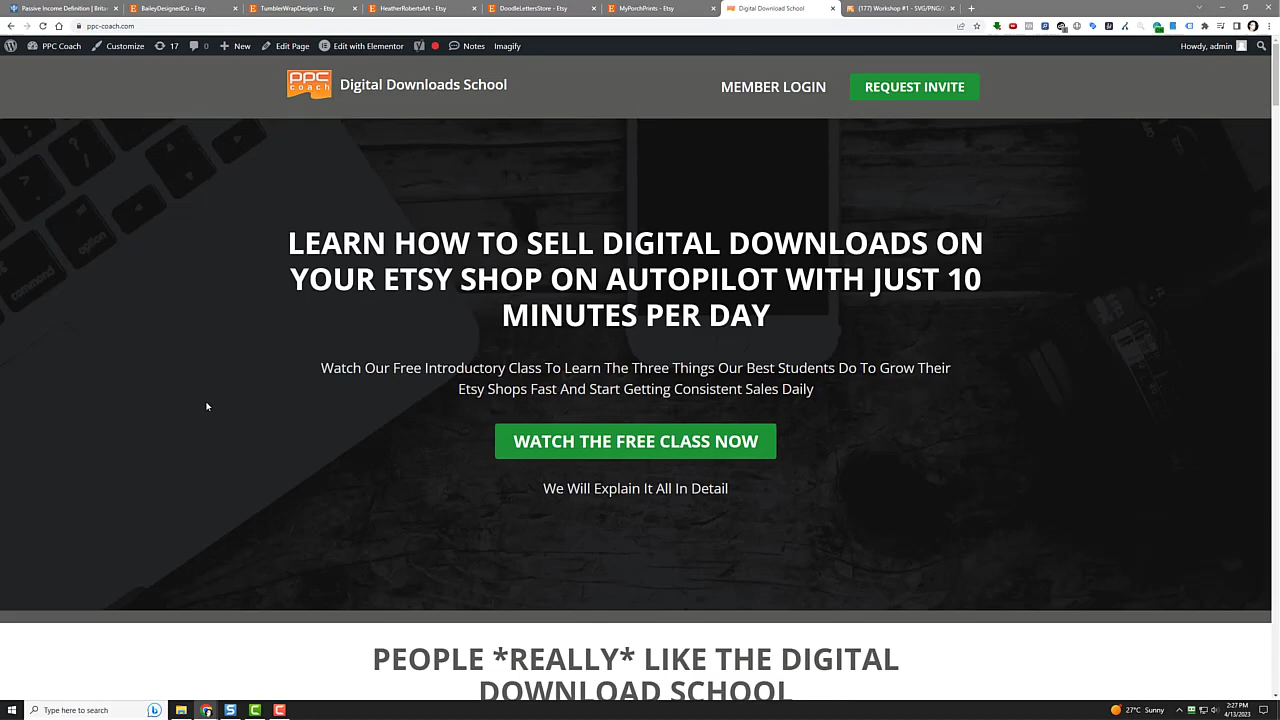 Passive Income Definition | Brita
BaileyDesignedCo - Etsy
TumblerWrapDesigns - Etsy
HeatherRobertsArt - Etsy
DoodleLettersStore - Etsy
MyPorchPrints - Etsy
Digital Download School
(177) Workshop #1 - SVG/PNG/
ppc-coach.com
PPC Coach
Customize
17
0
New
Edit Page
Edit with Elementor
Notes
Imagify
Howdy, admin
ppc
coach
Digital Downloads School
MEMBER LOGIN
REQUEST INVITE
command
option
LEARN HOW TO SELL DIGITAL DOWNLOADS ON
YOUR ETSY SHOP ON AUTOPILOT WITH JUST 10
MINUTES PER DAY
Watch Our Free Introductory Class To Learn The Three Things Our Best Students Do To Grow Their
Etsy Shops Fast And Start Getting Consistent Sales Daily
WATCH THE FREE CLASS NOW
We Will Explain It All In Detail
PEOPLE *REALLY* LIKE THE DIGITAL
DOWNLOAD SCHOOL
Type here to search
27°C Sunny
2:27 PM
4/13/2023